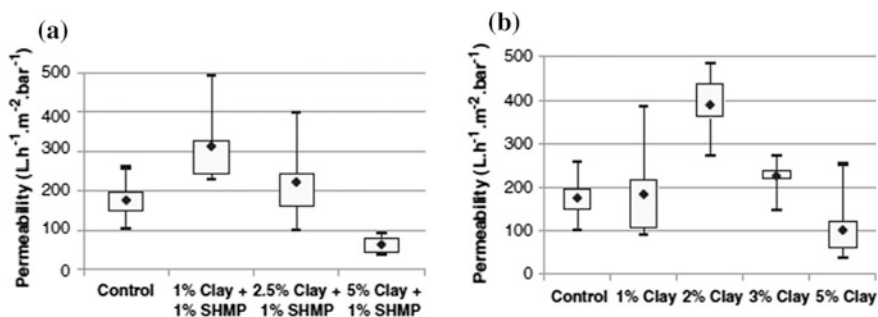 (a)
Permeability (L.h⁻¹.m⁻².bar⁻¹)
500
400
300
200
100
0
Control
1% Clay +
1% SHMP
2.5% Clay +
1% SHMP
5% Clay +
1% SHMP
(b)
Permeability (L.h⁻¹.m⁻².bar⁻¹)
500
400
300
200
100
0
Control
1% Clay
2% Clay
3% Clay
5% Clay